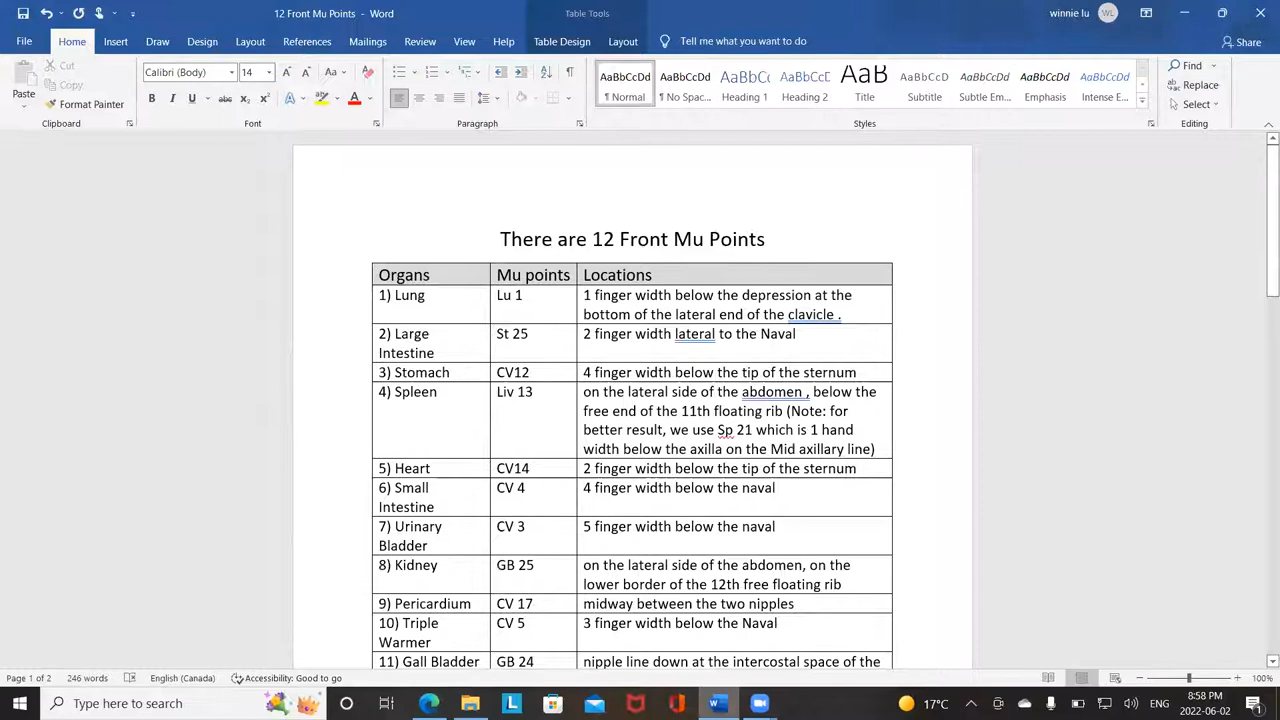 12 Front Mu Points - Word
Table Tools
winnie lu
WL
File
Home
Insert
Draw
Design
Layout
References
Mailings
Review
View
Help
Table Design
Layout
Tell me what you want to do
Share
Paste
Cut
Copy
Format Painter
Clipboard
Calibri (Body)
14
Font
Paragraph
AaBbCcDd
AaBbCcDd
AaBbCc
AaBbCcE
AaB
AaBbCcD
AaBbCcDd
AaBbCcDd
AaBbCcDd
¶ Normal
¶ No Spac...
Heading 1
Heading 2
Title
Subtitle
Subtle Em...
Emphasis
Intense E...
Styles
Find
Replace
Select
Editing
There are 12 Front Mu Points
Organs Mu points Locations
1) Lung Lu 1 1 finger width below the depression at the
bottom of the lateral end of the clavicle .
2) Large St 25 2 finger width lateral to the Naval
Intestine
3) Stomach CV12 4 finger width below the tip of the sternum
4) Spleen Liv 13 on the lateral side of the abdomen , below the
free end of the 11th floating rib (Note: for
better result, we use Sp 21 which is 1 hand
width below the axilla on the Mid axillary line)
5) Heart CV14 2 finger width below the tip of the sternum
6) Small CV 4 4 finger width below the naval
Intestine
7) Urinary CV 3 5 finger width below the naval
Bladder
8) Kidney GB 25 on the lateral side of the abdomen, on the
lower border of the 12th free floating rib
9) Pericardium CV 17 midway between the two nipples
10) Triple CV 5 3 finger width below the Naval
Warmer
11) Gall Bladder GB 24 nipple line down at the intercostal space of the
Page 1 of 2
246 words
English (Canada)
Accessibility: Good to go
100%
Type here to search
17°C
ENG
8:58 PM
2022-06-02